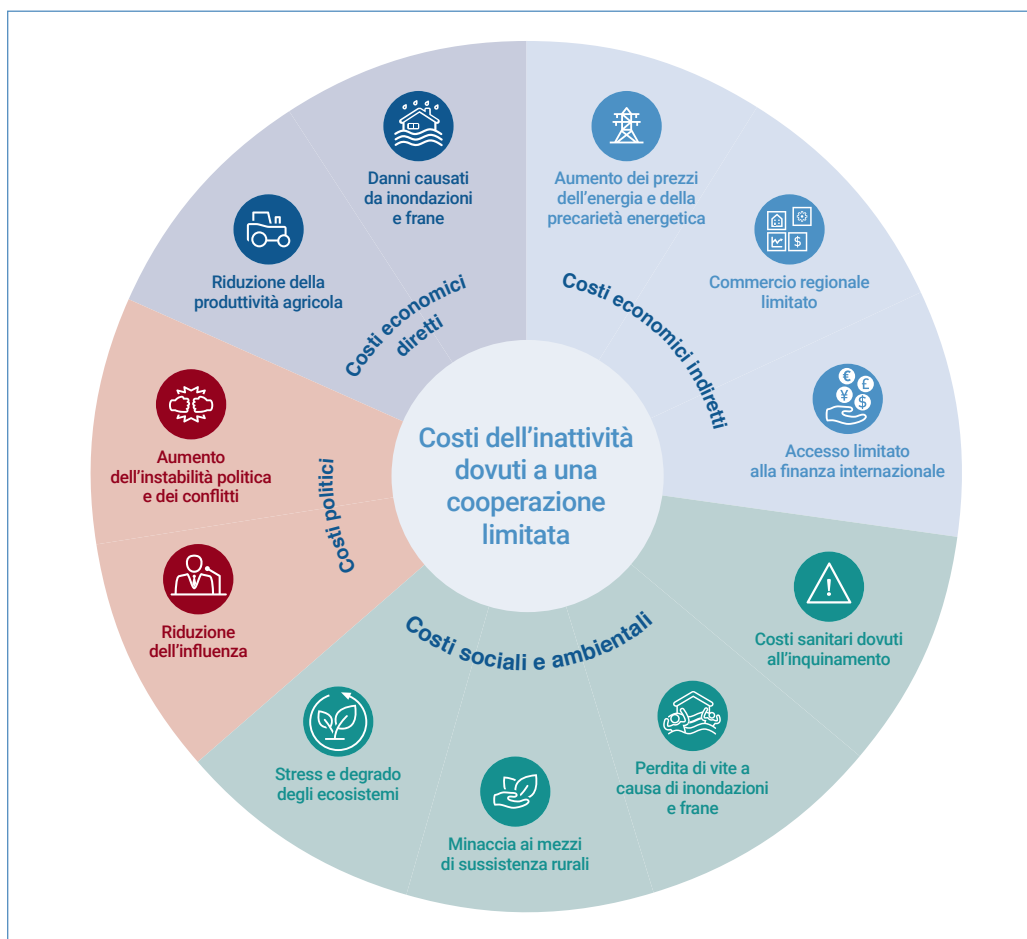 Danni causati
da inondazioni
e frane
Riduzione della
produttività agricola
Costi economici
diretti
Aumento dei prezzi
dell'energia e della
precarietà energetica
Commercio regionale
limitato
Accesso limitato
alla finanza internazionale
Costi economici indiretti
Costi dell'inattività
dovuti a una
cooperazione
limitata
Aumento
dell'instabilità politica
e dei conflitti
Riduzione
dell'influenza
Costi politici
Costi sociali e ambientali
Costi sanitari dovuti
all'inquinamento
Perdita di vite a
causa di inondazioni
e frane
Minaccia ai mezzi
di sussistenza rurali
Stress e degrado
degli ecosistemi